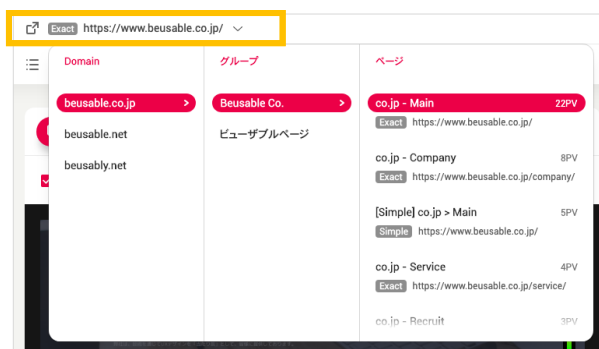 Exact https://www.beusable.co.jp/
Domain
beusable.co.jp
beusable.net
beusably.net
グループ
Beusable Co.
ビューザブルページ
ページ
co.jp - Main 22PV
Exact https://www.beusable.co.jp/
co.jp - Company 8PV
Exact https://www.beusable.co.jp/company/
[Simple] co.jp > Main 5PV
Simple https://www.beusable.co.jp/
co.jp - Service 4PV
Exact https://www.beusable.co.jp/service/
co.jp - Recruit 3PV